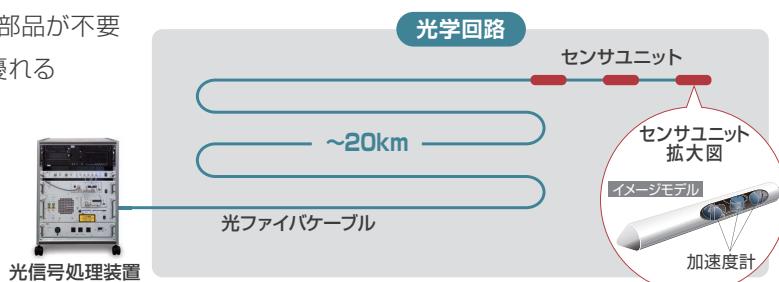 部品が不要
優れる
光学回路
センサユニット
~20km
センサユニット
拡大図
イメージモデル
加速度計
光ファイバケーブル
光信号処理装置